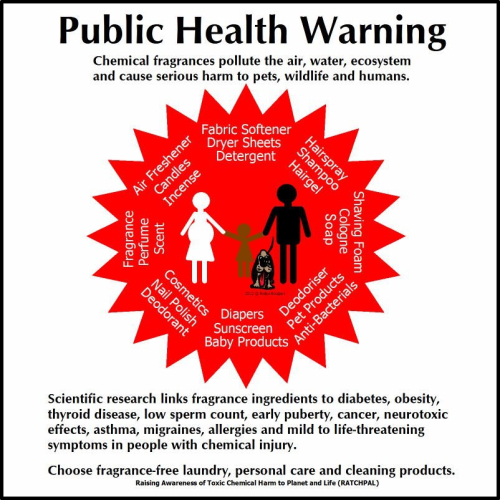 Public Health Warning
Chemical fragrances pollute the air, water, ecosystem
and cause serious harm to pets, wildlife and humans.
Fabric Softener
Dryer Sheets
Detergent
Hairspray
Shampoo
Hairgel
Shaving Foam
Cologne
Soap
Deodoriser
Pet Products
Anti-Bacterials
Diapers
Sunscreen
Baby Products
Cosmetics
Nail Polish
Deodorant
Fragrance
Perfume
Scent
Air Freshener
Candles
Incense
Scientific research links fragrance ingredients to diabetes, obesity,
thyroid disease, low sperm count, early puberty, cancer, neurotoxic
effects, asthma, migraines, allergies and mild to life-threatening
symptoms in people with chemical injury.
Choose fragrance-free laundry, personal care and cleaning products.
Raising Awareness of Toxic Chemical Harm to Planet and Life (RATCHPAL)